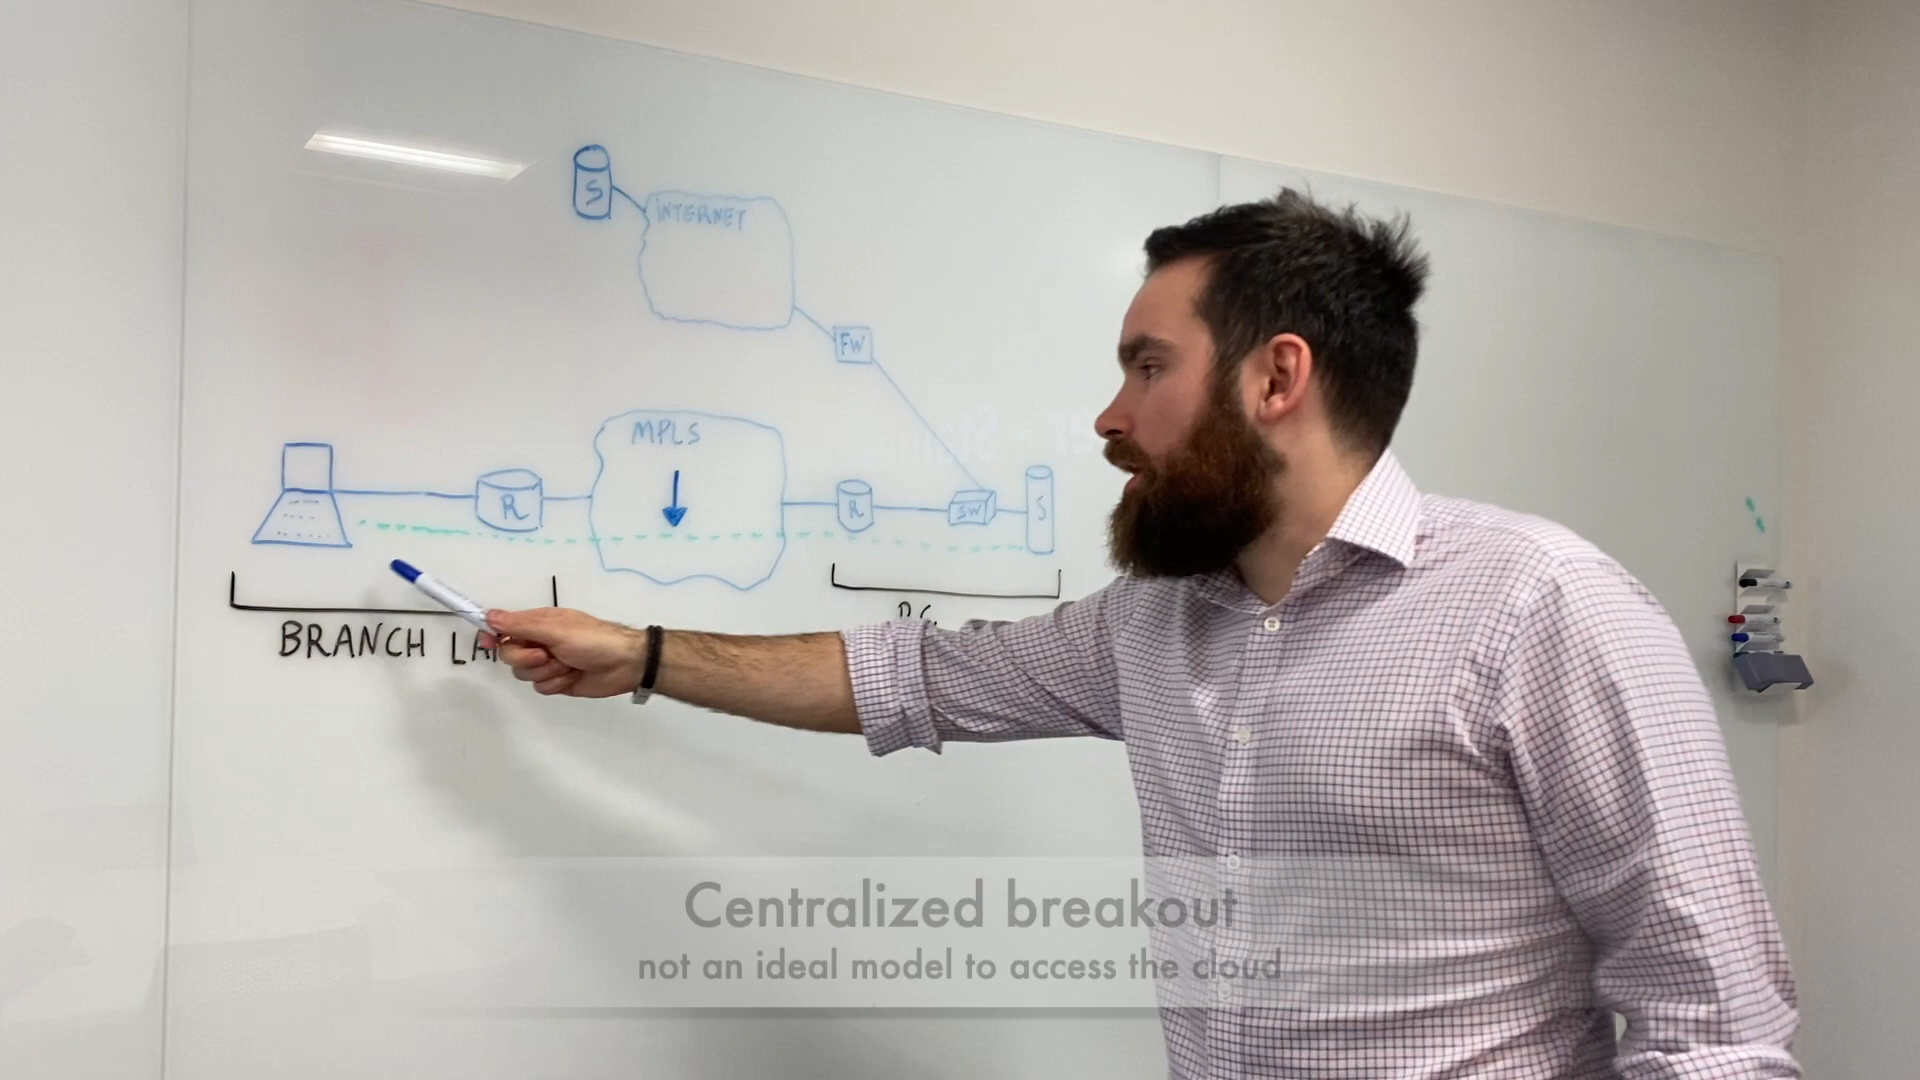 S
INTERNET
FW
MPLS
R
R
SW
S
BRANCH
Centralized breakout
not an ideal model to access the cloud